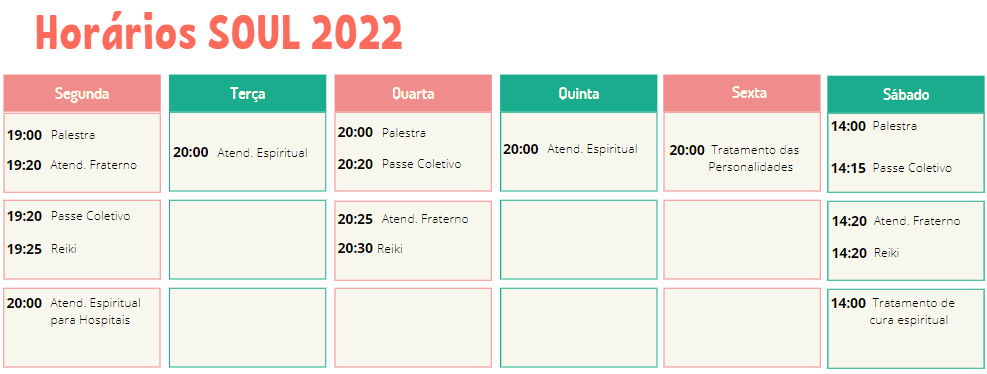 Horários SOUL 2022
Segunda
19:00 Palestra
19:20 Atend. Fraterno
19:20 Passe Coletivo
19:25 Reiki
20:00 Atend. Espiritual
para Hospitais
Terça
20:00 Atend. Espiritual
Quarta
20:00 Palestra
20:20 Passe Coletivo
20:25 Atend. Fraterno
20:30 Reiki
Quinta
20:00 Atend. Espiritual
Sexta
20:00 Tratamento das
Personalidades
Sábado
14:00 Palestra
14:15 Passe Coletivo
14:20 Atend. Fraterno
14:20 Reiki
14:00 Tratamento de
cura espiritual